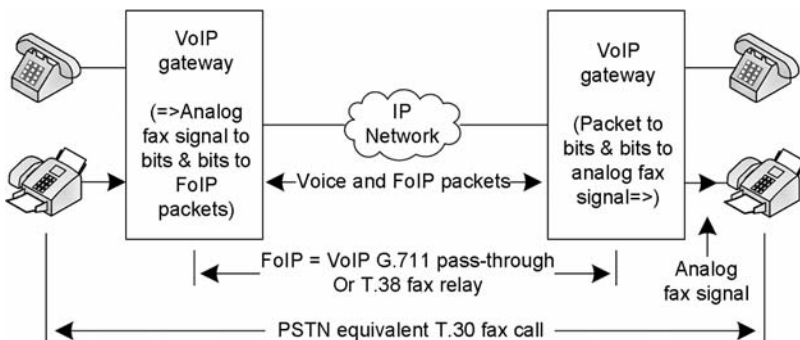 VoIP
gateway
(=>Analog
fax signal to
bits & bits to
FoIP
packets)
IP
Network
VoIP
gateway
(Packet to
bits & bits to
analog fax
signal=>)
Voice and FoIP packets
FoIP = VoIP G.711 pass-through
Or T.38 fax relay
Analog
fax signal
PSTN equivalent T.30 fax call